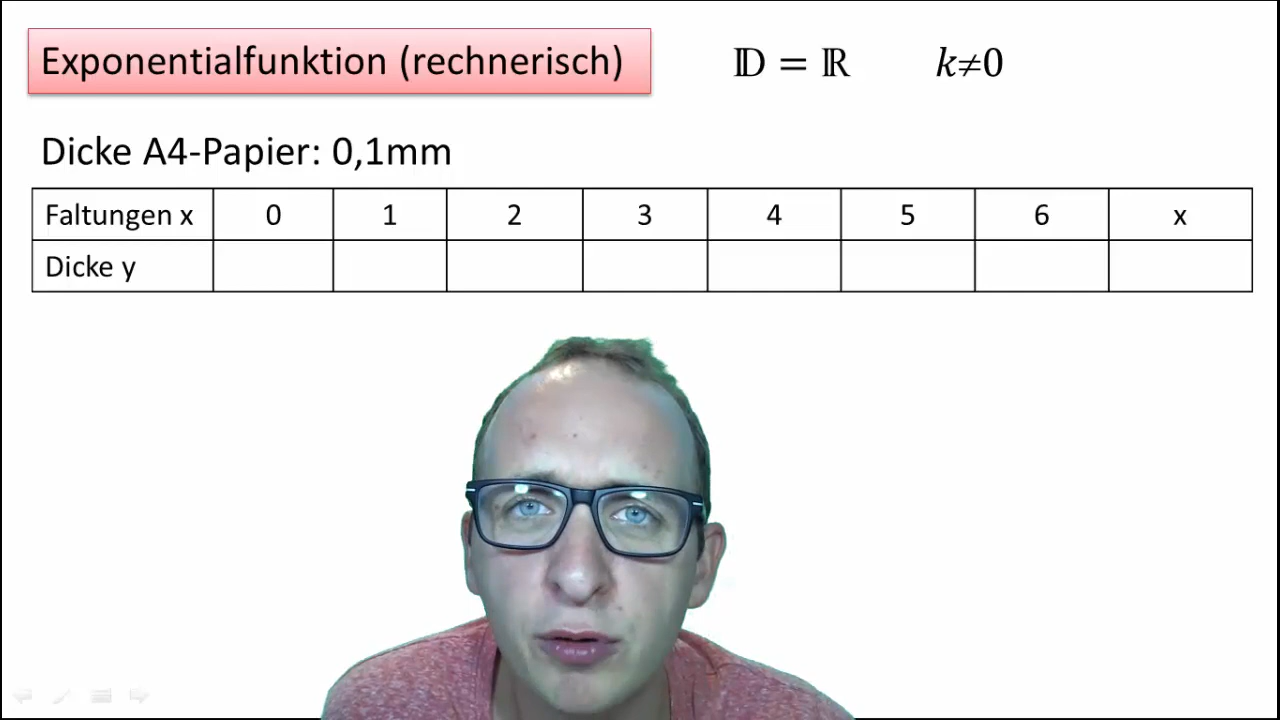 Exponentialfunktion (rechnerisch) 𝔻 = ℝ k≠0
Dicke A4-Papier: 0,1mm
Faltungen x 0 1 2 3 4 5 6 x
Dicke y